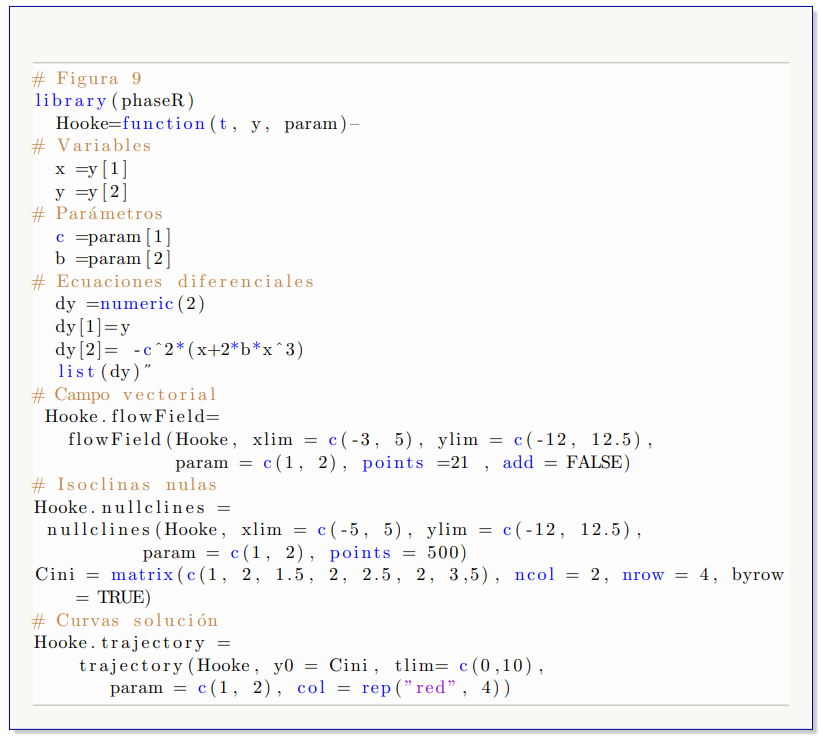 # Figura 9
library(phaseR)
Hooke=function(t, y, param)–
# Variables
x =y[1]
y =y[2]
# Parámetros
c =param[1]
b =param[2]
# Ecuaciones diferenciales
dy =numeric(2)
dy[1]=y
dy[2]= -c^2*(x+2*b*x^3)
list(dy)˝
# Campo vectorial
Hooke.flowField=
flowField(Hooke, xlim = c(-3, 5), ylim = c(-12, 12.5),
param = c(1, 2), points =21 , add = FALSE)
# Isoclinas nulas
Hooke.nullclines =
nullclines(Hooke, xlim = c(-5, 5), ylim = c(-12, 12.5),
param = c(1, 2), points = 500)
Cini = matrix(c(1, 2, 1.5, 2, 2.5, 2, 3,5), ncol = 2, nrow = 4, byrow
= TRUE)
# Curvas solución
Hooke.trajectory =
trajectory(Hooke, y0 = Cini, tlim= c(0,10),
param = c(1, 2), col = rep(”red”, 4))